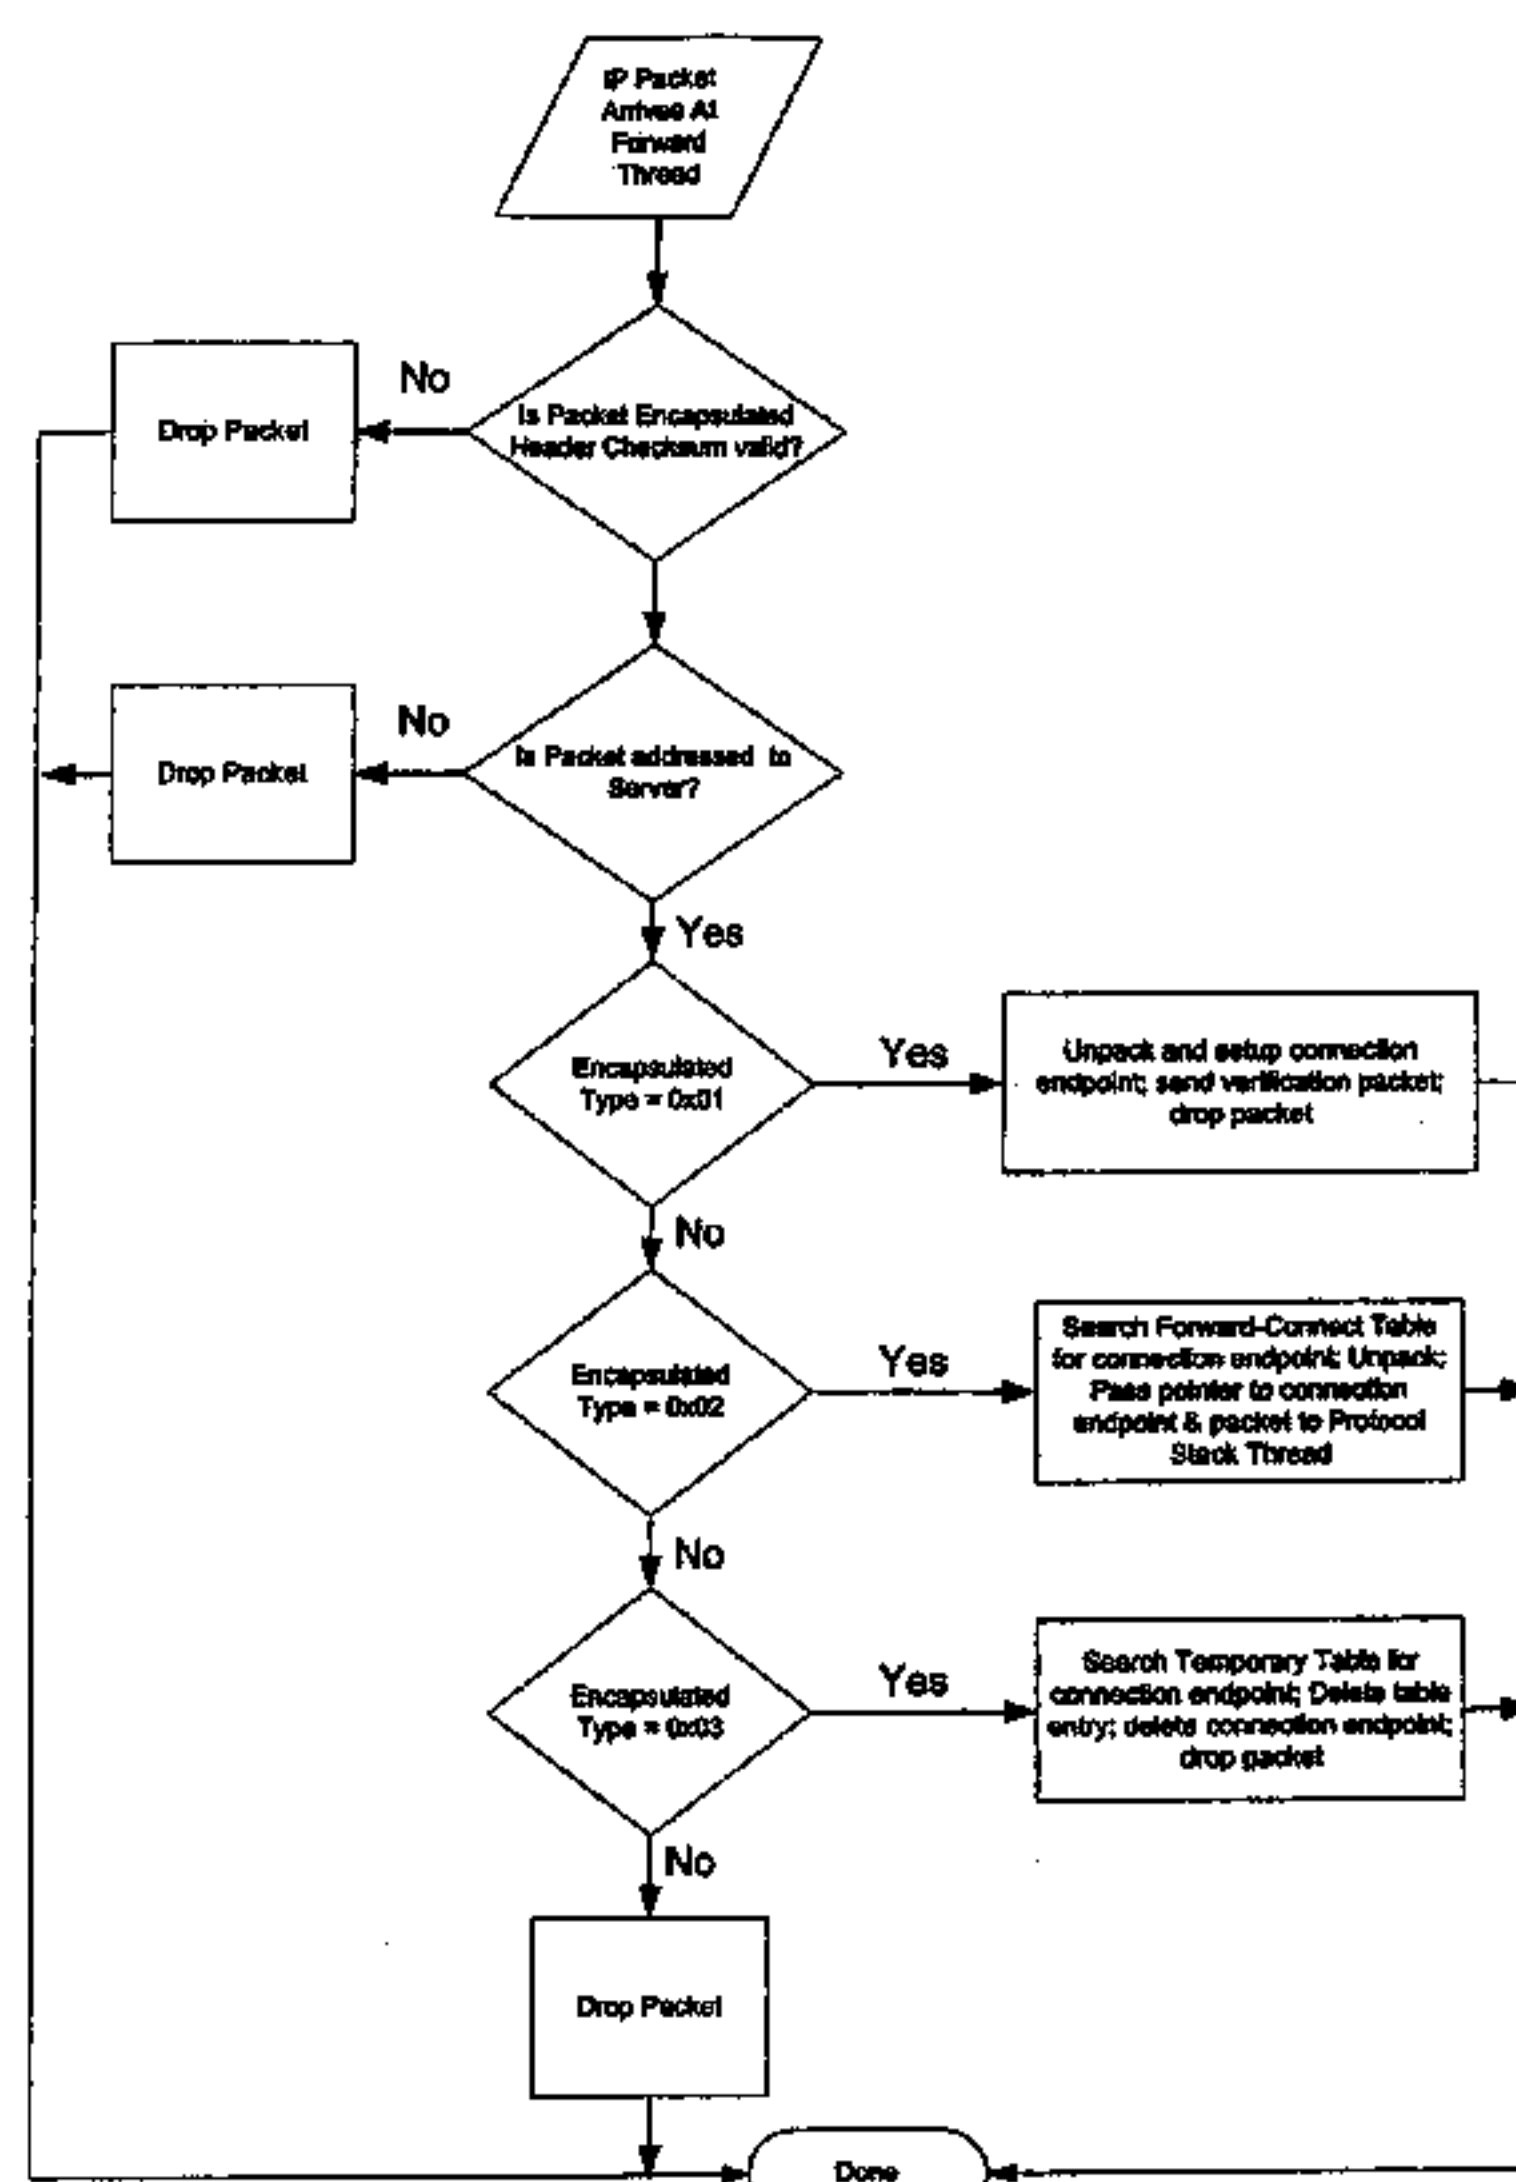 IP Packet
Arrives At
Forward
Thread
No
Drop Packet
Is Packet Encapsulated
Header Checksum valid?
No
Drop Packet
Is Packet addressed to
Server?
Yes
Encapsulated
Type = 0x01
Yes
Unpack and setup connection
endpoint; send verification packet;
drop packet
No
Encapsulated
Type = 0x02
Yes
Search Forward-Connect Table
for connection endpoint; Unpack;
Pass pointer to connection
endpoint & packet to Protocol
Stack Thread
No
Encapsulated
Type = 0x03
Yes
Search Temporary Table for
connection endpoint; Delete table
entry; delete connection endpoint;
drop packet
No
Drop Packet
Done